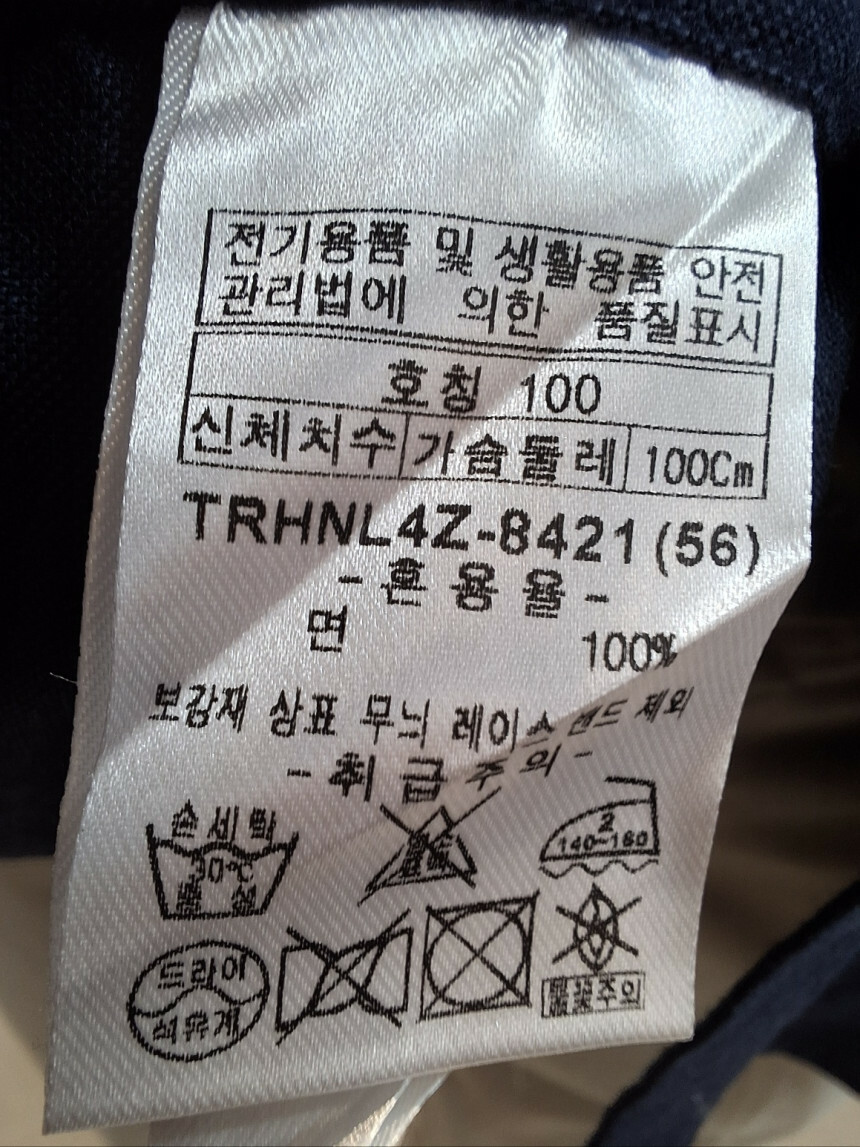 전기용품 및 생활용품 안전
관리법에 의한 품질표시
호칭 100
신체치수 가슴둘레 100Cm
TRHNL4Z-8421(56)
-혼용율-
면 100%
보강재 상표 무늬 레이스 밴드 제외
-취급주의-
손세탁
30℃
2
140~160
드라이
석유계
불꽃주의